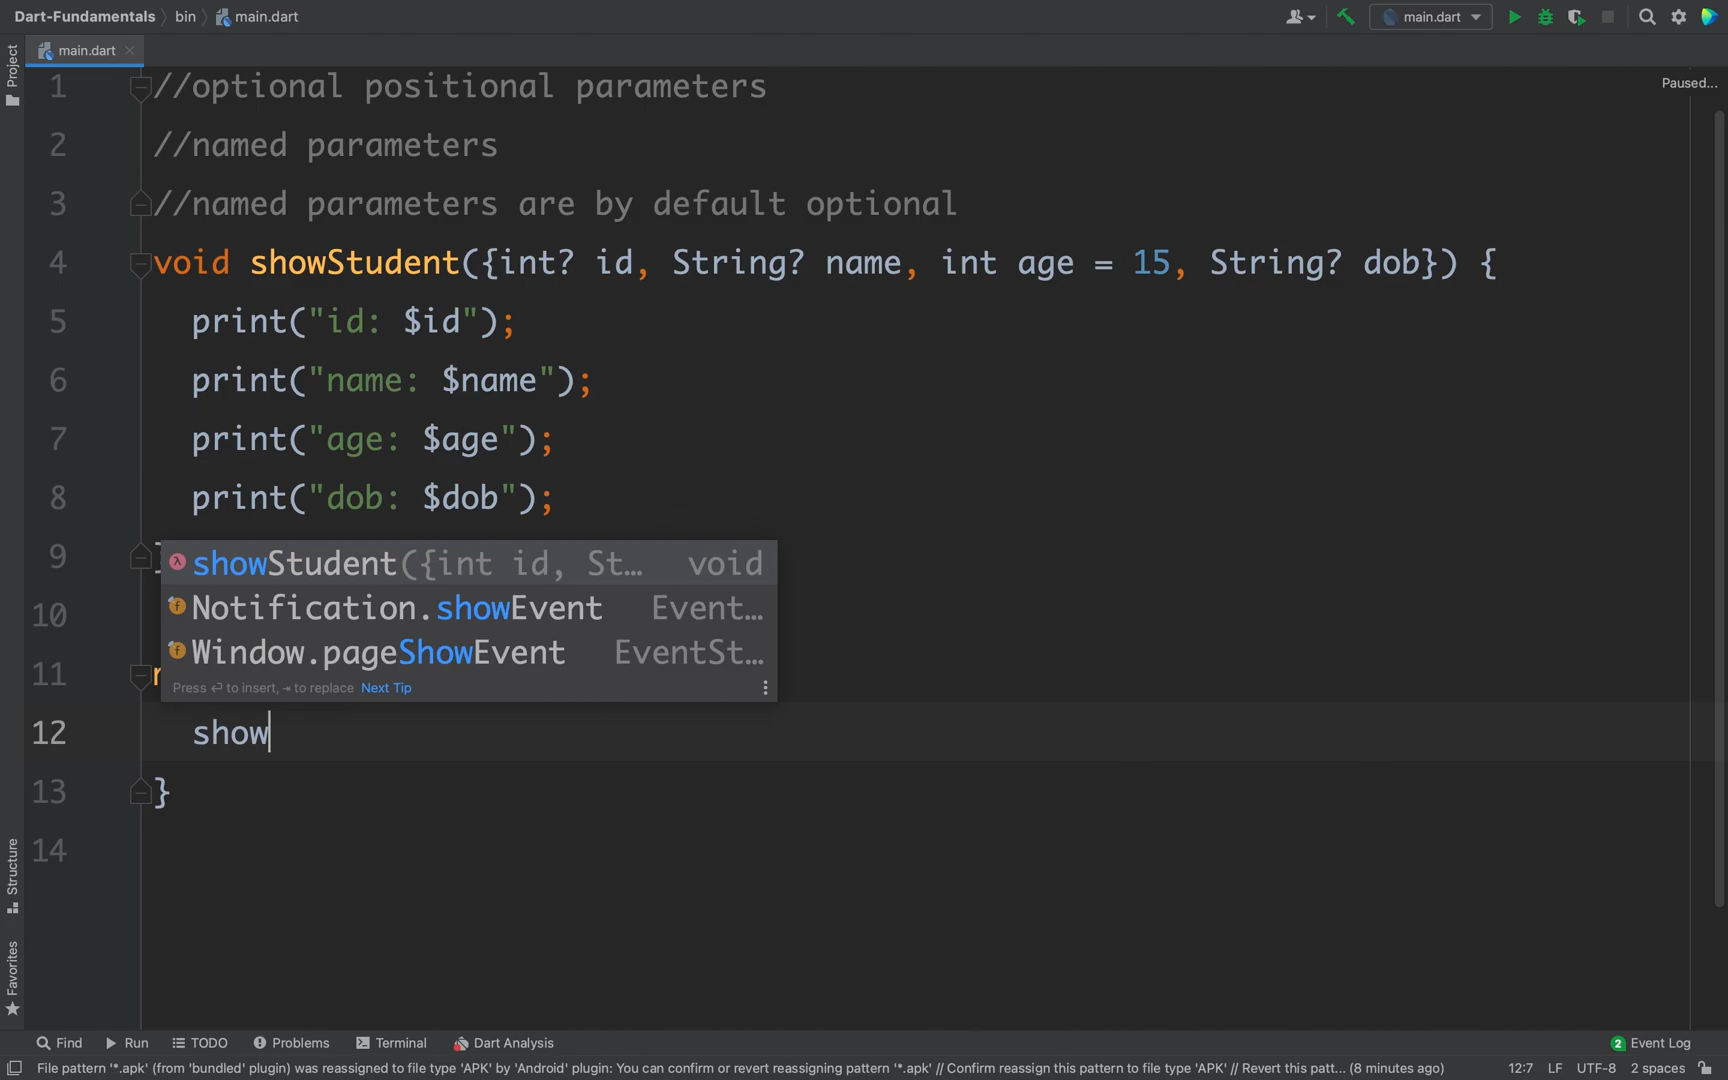 Dart-Fundamentals bin main.dart main.dart
main.dart Paused...
Project
1 //optional positional parameters
2 //named parameters
3 //named parameters are by default optional
4 void showStudent({int? id, String? name, int age = 15, String? dob}) {
5 print("id: $id");
6 print("name: $name");
7 print("age: $age");
8 print("dob: $dob");
9 }
showStudent({int id, St... void
10 Notification.showEvent Event...
Window.pageShowEvent EventSt...
11
Press ⏎ to insert, ⇥ to replace Next Tip
12 show
13 }
14
Structure
Favorites
Find Run TODO Problems Terminal Dart Analysis 2 Event Log
File pattern '*.apk' (from 'bundled' plugin) was reassigned to file type 'APK' by 'Android' plugin: You can confirm or revert reassigning pattern '*.apk' // Confirm reassign this pattern to file type 'APK' // Revert this patt... (8 minutes ago) 12:7 LF UTF-8 2 spaces